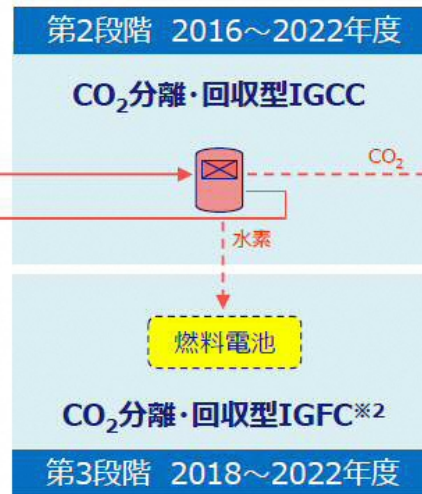 第2段階 2016～2022年度
CO₂分離･回収型IGCC
CO₂
水素
燃料電池
CO₂分離･回収型IGFC※2
第3段階 2018～2022年度